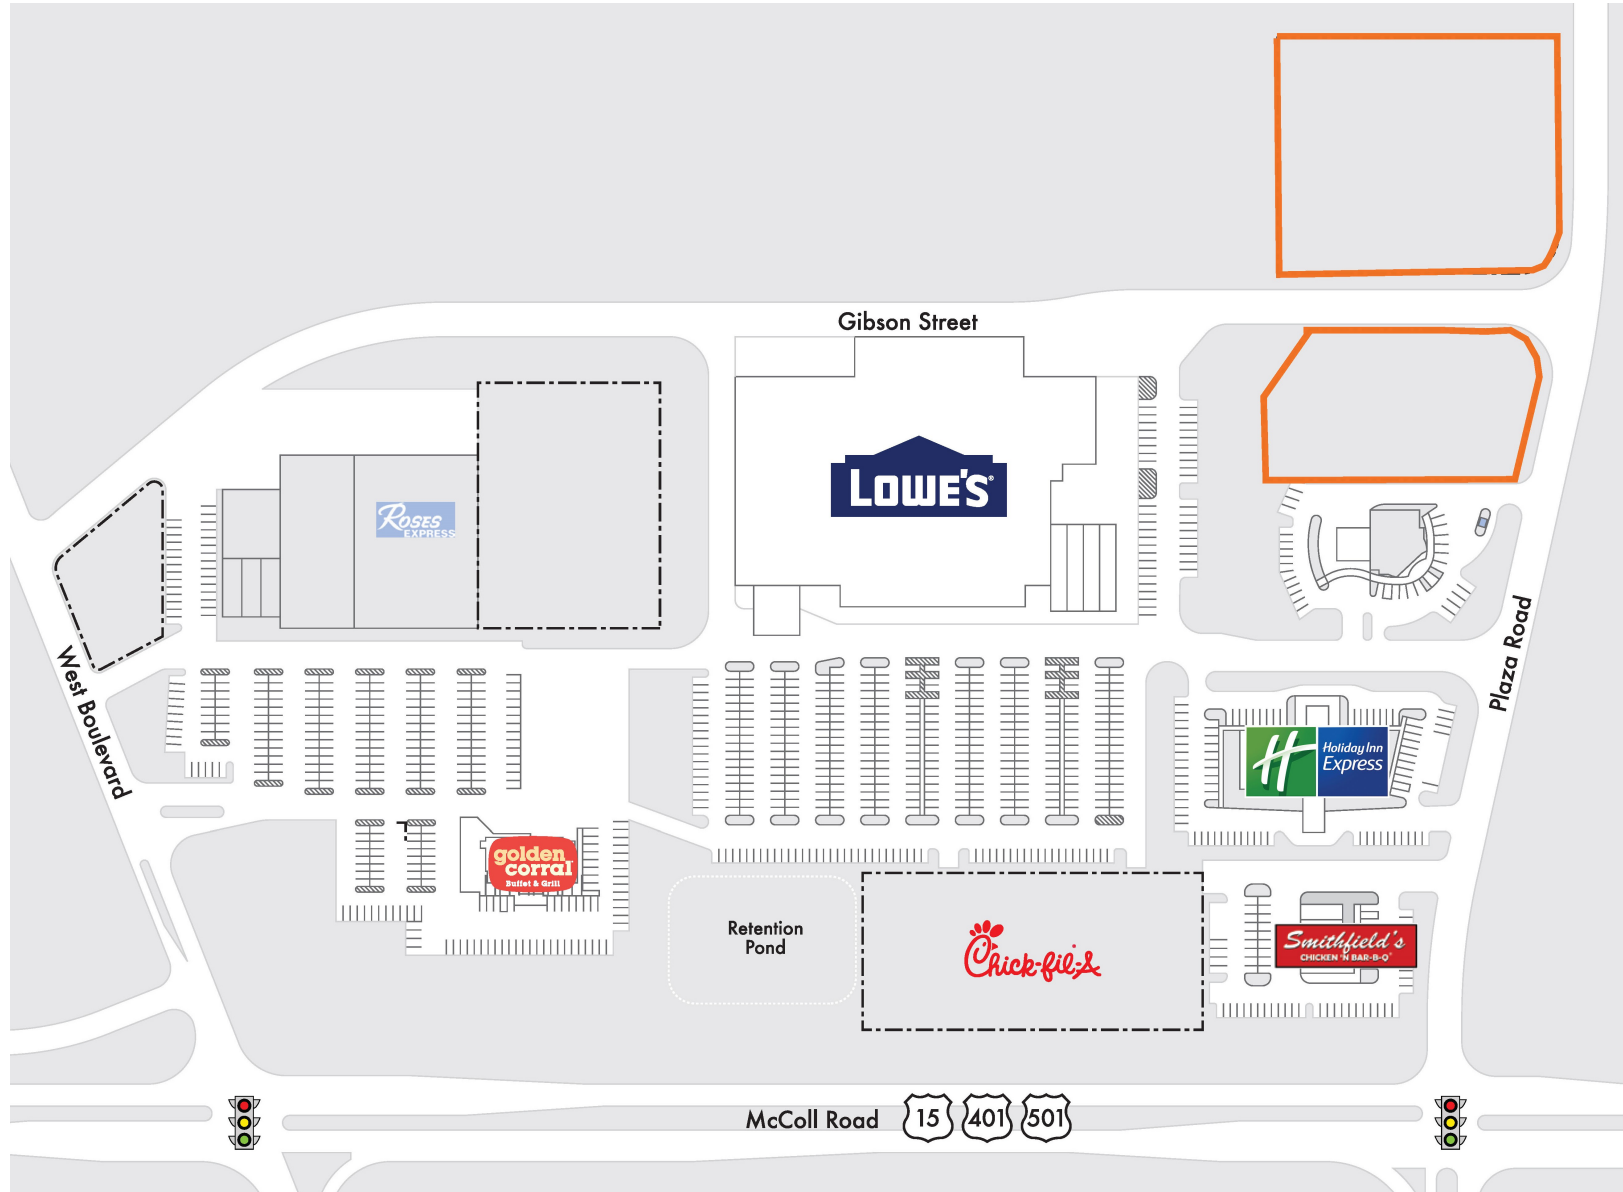 Gibson Street
LOWE'S
ROSES
EXPRESS
West Boulevard
Plaza Road
Holiday Inn
Express
golden
corral
Buffet & Grill
Retention
Pond
Chick-fil-A
Smithfield's
CHICKEN 'N BAR-B-Q
McColl Road
15
401
501